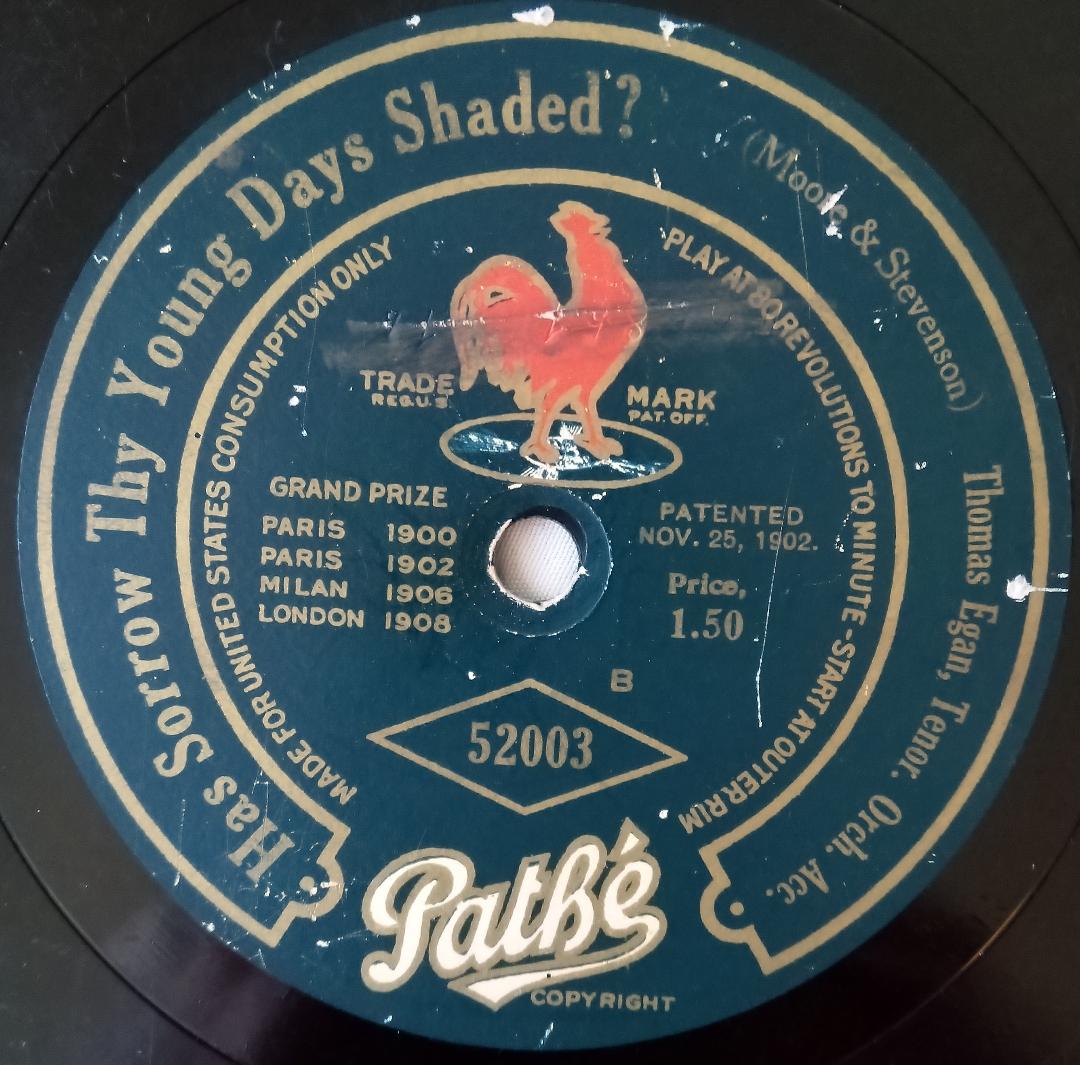 Has Sorrow Thy Young Days Shaded?
(Moore & Stevenson)
Thomas Egan, Tenor. Orch. Acc.
MADE FOR UNITED STATES CONSUMPTION ONLY
PLAY AT 80 REVOLUTIONS TO MINUTE - START AT OUTER RIM
TRADE MARK
REG. U.S. PAT. OFF.
GRAND PRIZE
PARIS 1900
PARIS 1902
MILAN 1906
LONDON 1908
PATENTED
NOV. 25, 1902.
Price,
1.50
B
52003
Pathé
COPYRIGHT